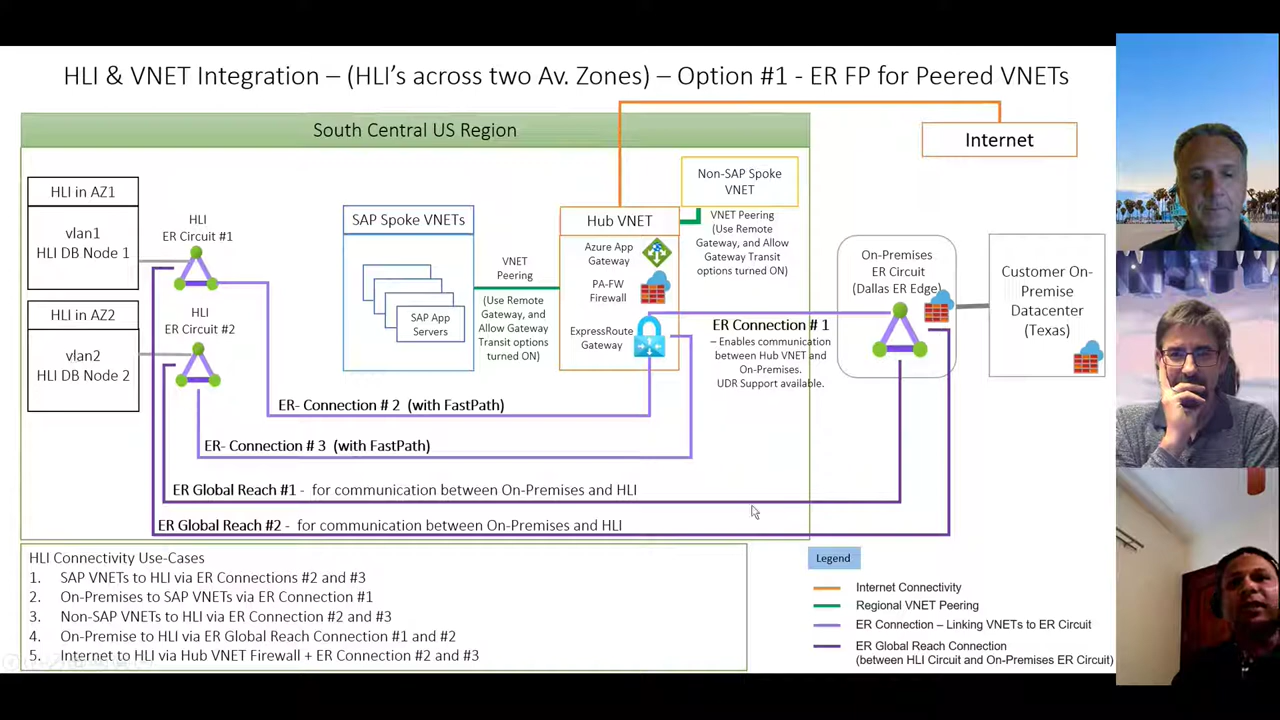 HLI & VNET Integration – (HLI's across two Av. Zones) – Option #1 - ER FP for Peered VNETs
South Central US Region
Internet
HLI in AZ1
vlan1
HLI DB Node 1
HLI
ER Circuit #1
HLI in AZ2
vlan2
HLI DB Node 2
HLI
ER Circuit #2
SAP Spoke VNETs
SAP App
Servers
VNET
Peering
(Use Remote
Gateway, and
Allow Gateway
Transit options
turned ON)
Hub VNET
Azure App
Gateway
PA-FW
Firewall
ExpressRoute
Gateway
Non-SAP Spoke
VNET
VNET Peering
(Use Remote
Gateway, and Allow
Gateway Transit
options turned ON)
ER Connection # 1
– Enables communication
between Hub VNET and
On-Premises.
UDR Support available.
On-Premises
ER Circuit
(Dallas ER Edge)
Customer On-
Premise
Datacenter
(Texas)
ER- Connection # 2 (with FastPath)
ER- Connection # 3 (with FastPath)
ER Global Reach #1 - for communication between On-Premises and HLI
ER Global Reach #2 - for communication between On-Premises and HLI
HLI Connectivity Use-Cases
1. SAP VNETs to HLI via ER Connections #2 and #3
2. On-Premises to SAP VNETs via ER Connection #1
3. Non-SAP VNETs to HLI via ER Connection #2 and #3
4. On-Premise to HLI via ER Global Reach Connection #1 and #2
5. Internet to HLI via Hub VNET Firewall + ER Connection #2 and #3
Legend
Internet Connectivity
Regional VNET Peering
ER Connection – Linking VNETs to ER Circuit
ER Global Reach Connection
(between HLI Circuit and On-Premises ER Circuit)